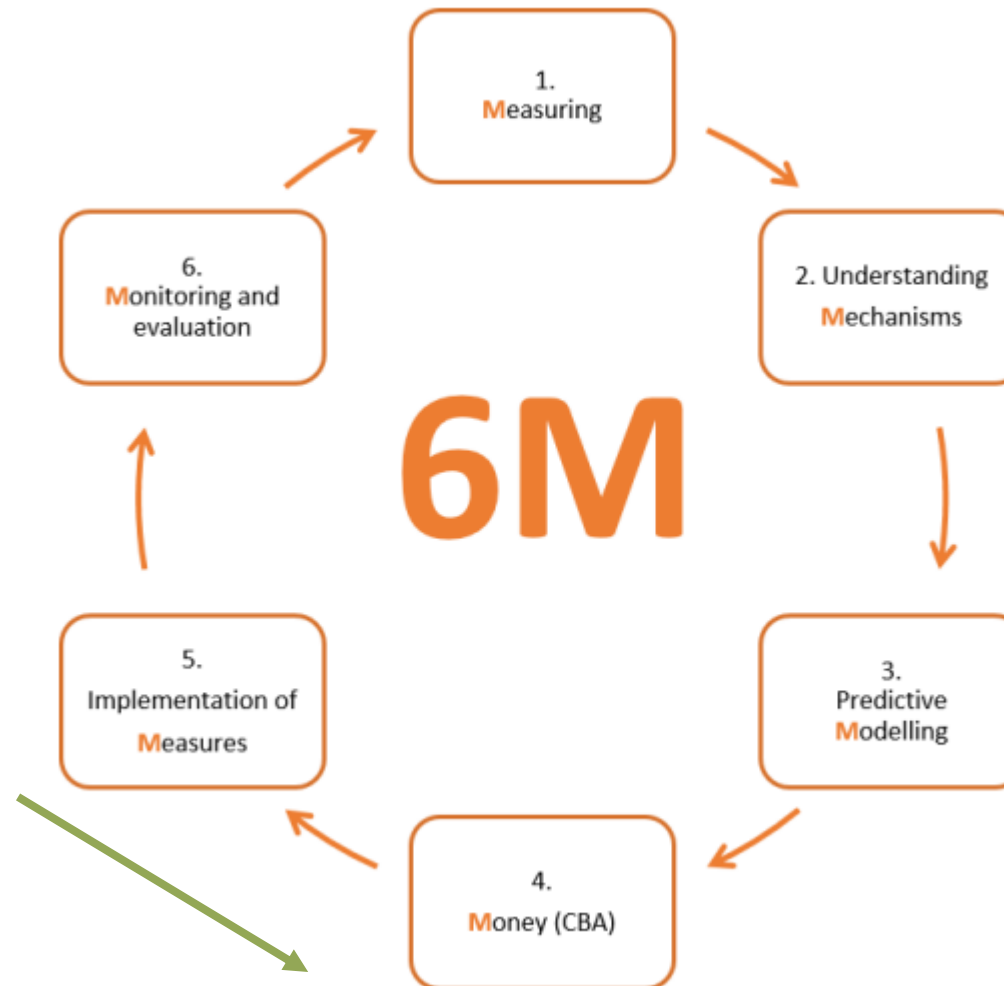 1.
Measuring
2. Understanding
Mechanisms
3.
Predictive
Modelling
4.
Money (CBA)
5.
Implementation of
Measures
6.
Monitoring and
evaluation
6M